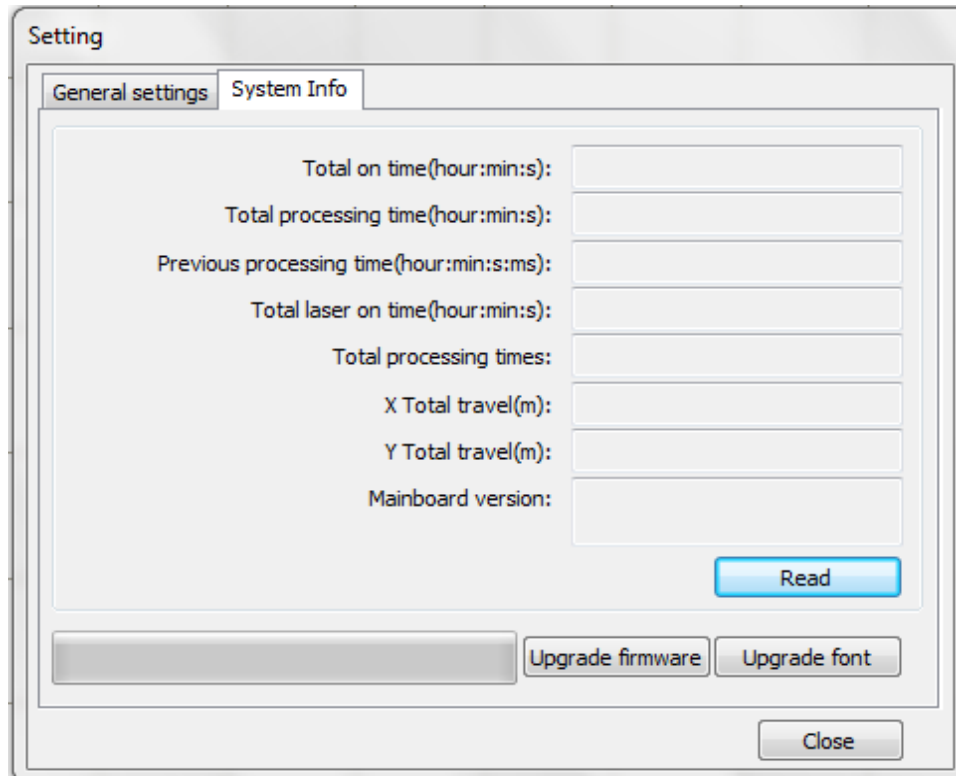 Setting
General settings System Info
Total on time(hour:min:s):
Total processing time(hour:min:s):
Previous processing time(hour:min:s:ms):
Total laser on time(hour:min:s):
Total processing times:
X Total travel(m):
Y Total travel(m):
Mainboard version:
Read
Upgrade firmware Upgrade font
Close